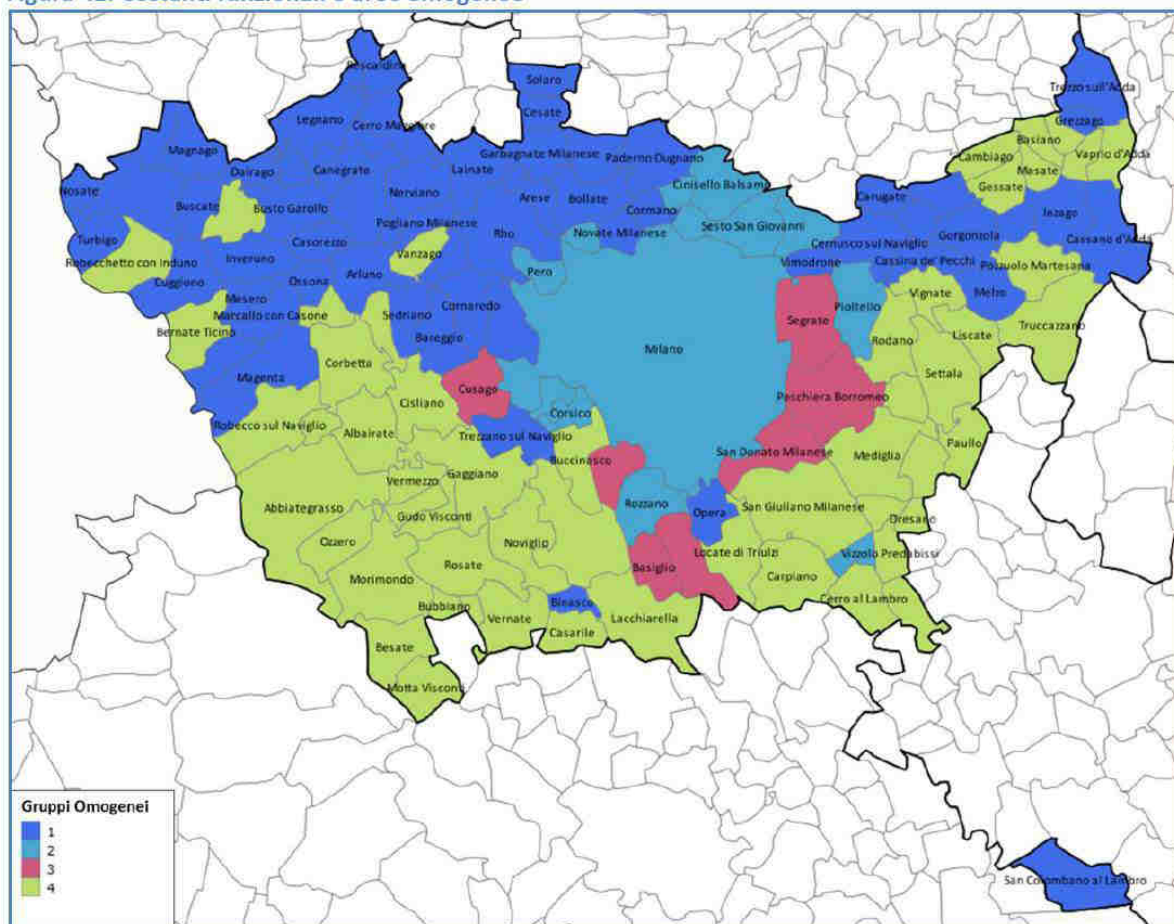 Rescaldina
Solaro
Trezzo sull'Adda
Cesate
Legnano
Cerro Maggiore
Grezzago
Basiano
Magnago
Garbagnate Milanese
Paderno Dugnano
Cambiago
Vaprio d'Adda
Dairago
Canegrate
Lainate
Masate
Cinisello Balsamo
Gessate
Nosate
Nerviano
Arese
Bollate
Carugate
Buscate
Busto Garolfo
Cormano
Inzago
Pogliano Milanese
Sesto San Giovanni
Turbigo
Casorezzo
Rho
Novate Milanese
Cernusco sul Naviglio
Gorgonzola
Cassano d'Adda
Robecchetto con Induno
Inveruno
Vanzago
Vimodrone
Cassina de' Pecchi
Pozzuolo Martesana
Cuggiono
Ossona
Arluno
Pero
Mesero
Cornaredo
Pioltello
Vignate
Melzo
Marcallo con Casone
Sedriano
Segrate
Bernate Ticino
Truccazzano
Bareggio
Rodano
Liscate
Milano
Corbetta
Settala
Magenta
Cusago
Cisliano
Peschiera Borromeo
Corsico
Robecco sul Naviglio
Albairate
Trezzano sul Naviglio
Paullo
San Donato Milanese
Mediglia
Buccinasco
Gaggiano
Vermezzo
Abbiategrasso
Rozzano
Opera
San Giuliano Milanese
Gudo Visconti
Dresano
Ozzero
Noviglio
Locate di Triulzi
Vizzolo Predabissi
Rosate
Basiglio
Morimondo
Carpiano
Cerro al Lambro
Bubbiano
Binasco
Vernate
Lacchiarella
Casarile
Besate
Motta Visconti
Gruppi Omogenei
1
2
3
4
San Colombano al Lambro